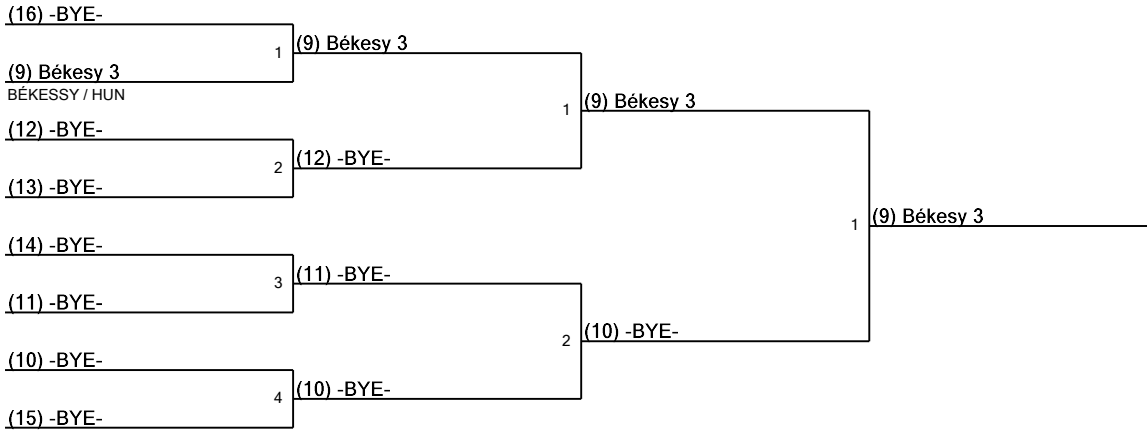 (16) -BYE-
1
(9) Békesy 3
(9) Békesy 3
BÉKESSY / HUN
1
(9) Békesy 3
(12) -BYE-
2
(12) -BYE-
(13) -BYE-
1
(9) Békesy 3
(14) -BYE-
3
(11) -BYE-
(11) -BYE-
2
(10) -BYE-
(10) -BYE-
4
(10) -BYE-
(15) -BYE-